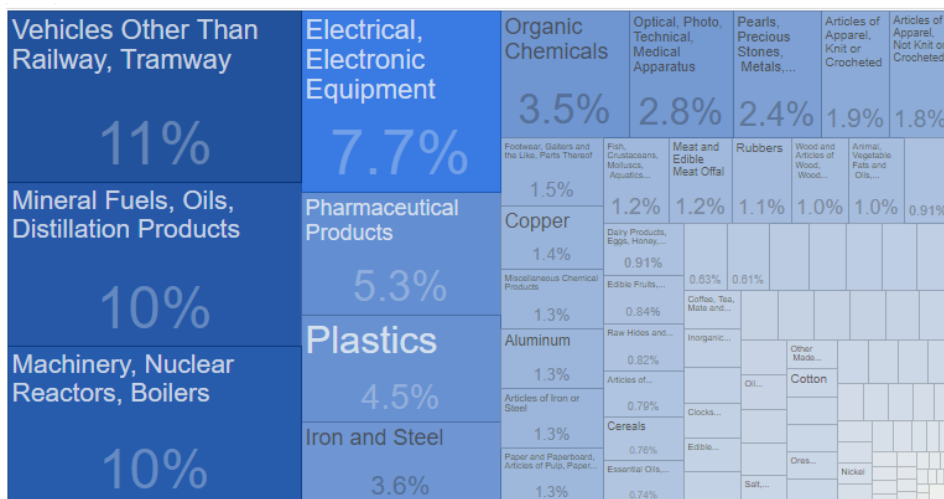 Vehicles Other Than
Railway, Tramway
11%
Mineral Fuels, Oils,
Distillation Products
10%
Machinery, Nuclear
Reactors, Boilers
10%
Electrical,
Electronic
Equipment
7.7%
Pharmaceutical
Products
5.3%
Plastics
4.5%
Iron and Steel
3.6%
Organic
Chemicals
3.5%
Optical, Photo,
Technical,
Medical
Apparatus
2.8%
Pearls,
Precious
Stones,
Metals,...
2.4%
Articles of
Apparel,
Knit or
Crocheted
1.9%
Articles of
Apparel,
Not Knit or
Crocheted
1.8%
Footwear, Gaiters and
the Like, Parts Thereof
1.5%
Copper
1.4%
Miscellaneous Chemical
Products
1.3%
Aluminum
1.3%
Articles of Iron or
Steel
1.3%
Paper and Paperboard,
Articles of Pulp, Paper...
1.3%
Fish,
Crustaceans,
Molluscs,
Aquatics...
1.2%
Meat and
Edible
Meat Offal
1.2%
Rubbers
1.1%
Wood and
Articles of
Wood,
Wood...
1.0%
Animal,
Vegetable
Fats and
Oils,...
1.0%
0.91%
Dairy Products,
Eggs, Honey,...
0.91%
Edible Fruits,...
0.84%
Raw Hides and...
0.82%
Articles of...
0.79%
Cereals
0.76%
Essential Oils,...
0.74%
0.63%
0.61%
Coffee, Tea,
Mate and...
Inorganic...
Clocks...
Edible...
Oil...
Salt,...
Other
Made...
Cotton
Ores...
Nickel